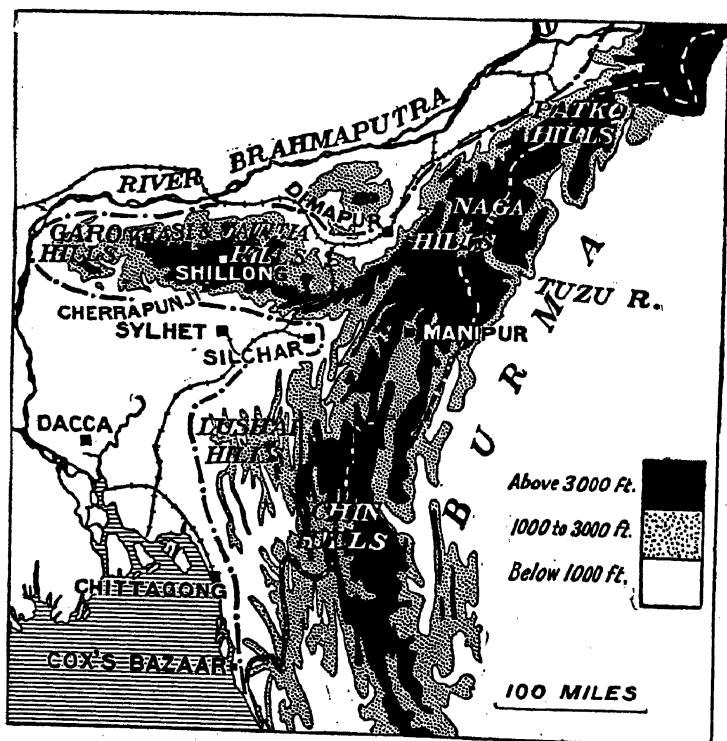 BRAHMAPUTRA
RIVER
PATKO
HILLS
DIMAPUR
NAGA
HILLS
GARO
HILLS
KHASI & JAINTIA
HILLS
SHILLONG
CHERRAPUNJI
SYLHET
SILCHAR
MANIPUR
TUZU R.
BURMA
DACCA
LUSHAI
HILLS
CHIN
HILLS
CHITTAGONG
COX'S BAZAAR
Above 3000 ft.
1000 to 3000 ft.
Below 1000 ft.
100 MILES